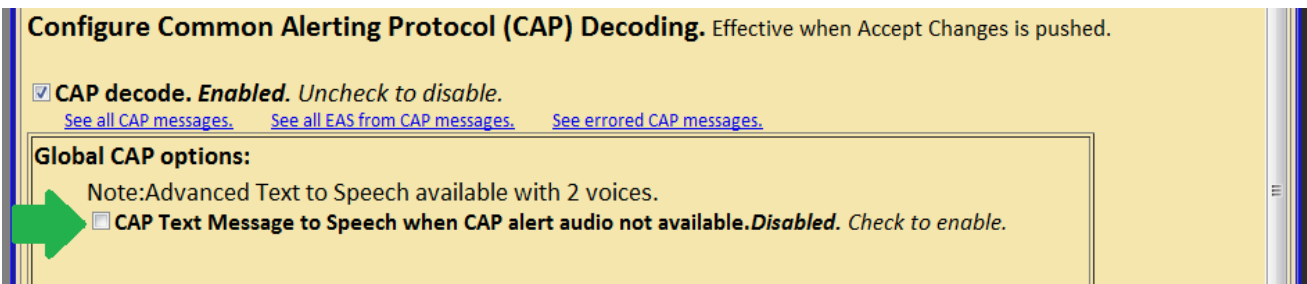 Configure Common Alerting Protocol (CAP) Decoding. Effective when Accept Changes is pushed.
CAP decode. Enabled. Uncheck to disable.
See all CAP messages. See all EAS from CAP messages. See errored CAP messages.
Global CAP options:
Note:Advanced Text to Speech available with 2 voices.
CAP Text Message to Speech when CAP alert audio not available.Disabled. Check to enable.